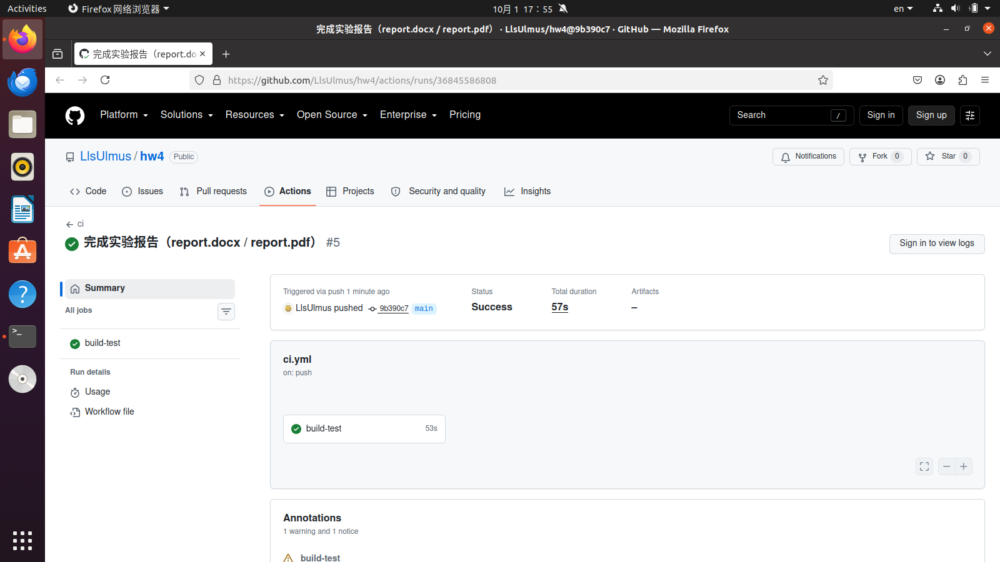 Activities
Firefox 网络浏览器
10月 1 17：55
en
完成实验报告（report.docx / report.pdf） · LlsUlmus/hw4@9b390c7 · GitHub — Mozilla Firefox
完成实验报告（report.do
https://github.com/LlsUlmus/hw4/actions/runs/36845586808
Platform
Solutions
Resources
Open Source
Enterprise
Pricing
Search
/
Sign in
Sign up
LlsUlmus / hw4
Public
Notifications
Fork 0
Star 0
Code
Issues
Pull requests
Actions
Projects
Security and quality
Insights
ci
完成实验报告（report.docx / report.pdf） #5
Sign in to view logs
Summary
All jobs
build-test
Run details
Usage
Workflow file
Triggered via push 1 minute ago
LlsUlmus pushed 9b390c7 main
Status
Success
Total duration
57s
Artifacts
–
ci.yml
on: push
build-test
53s
Annotations
1 warning and 1 notice
build-test